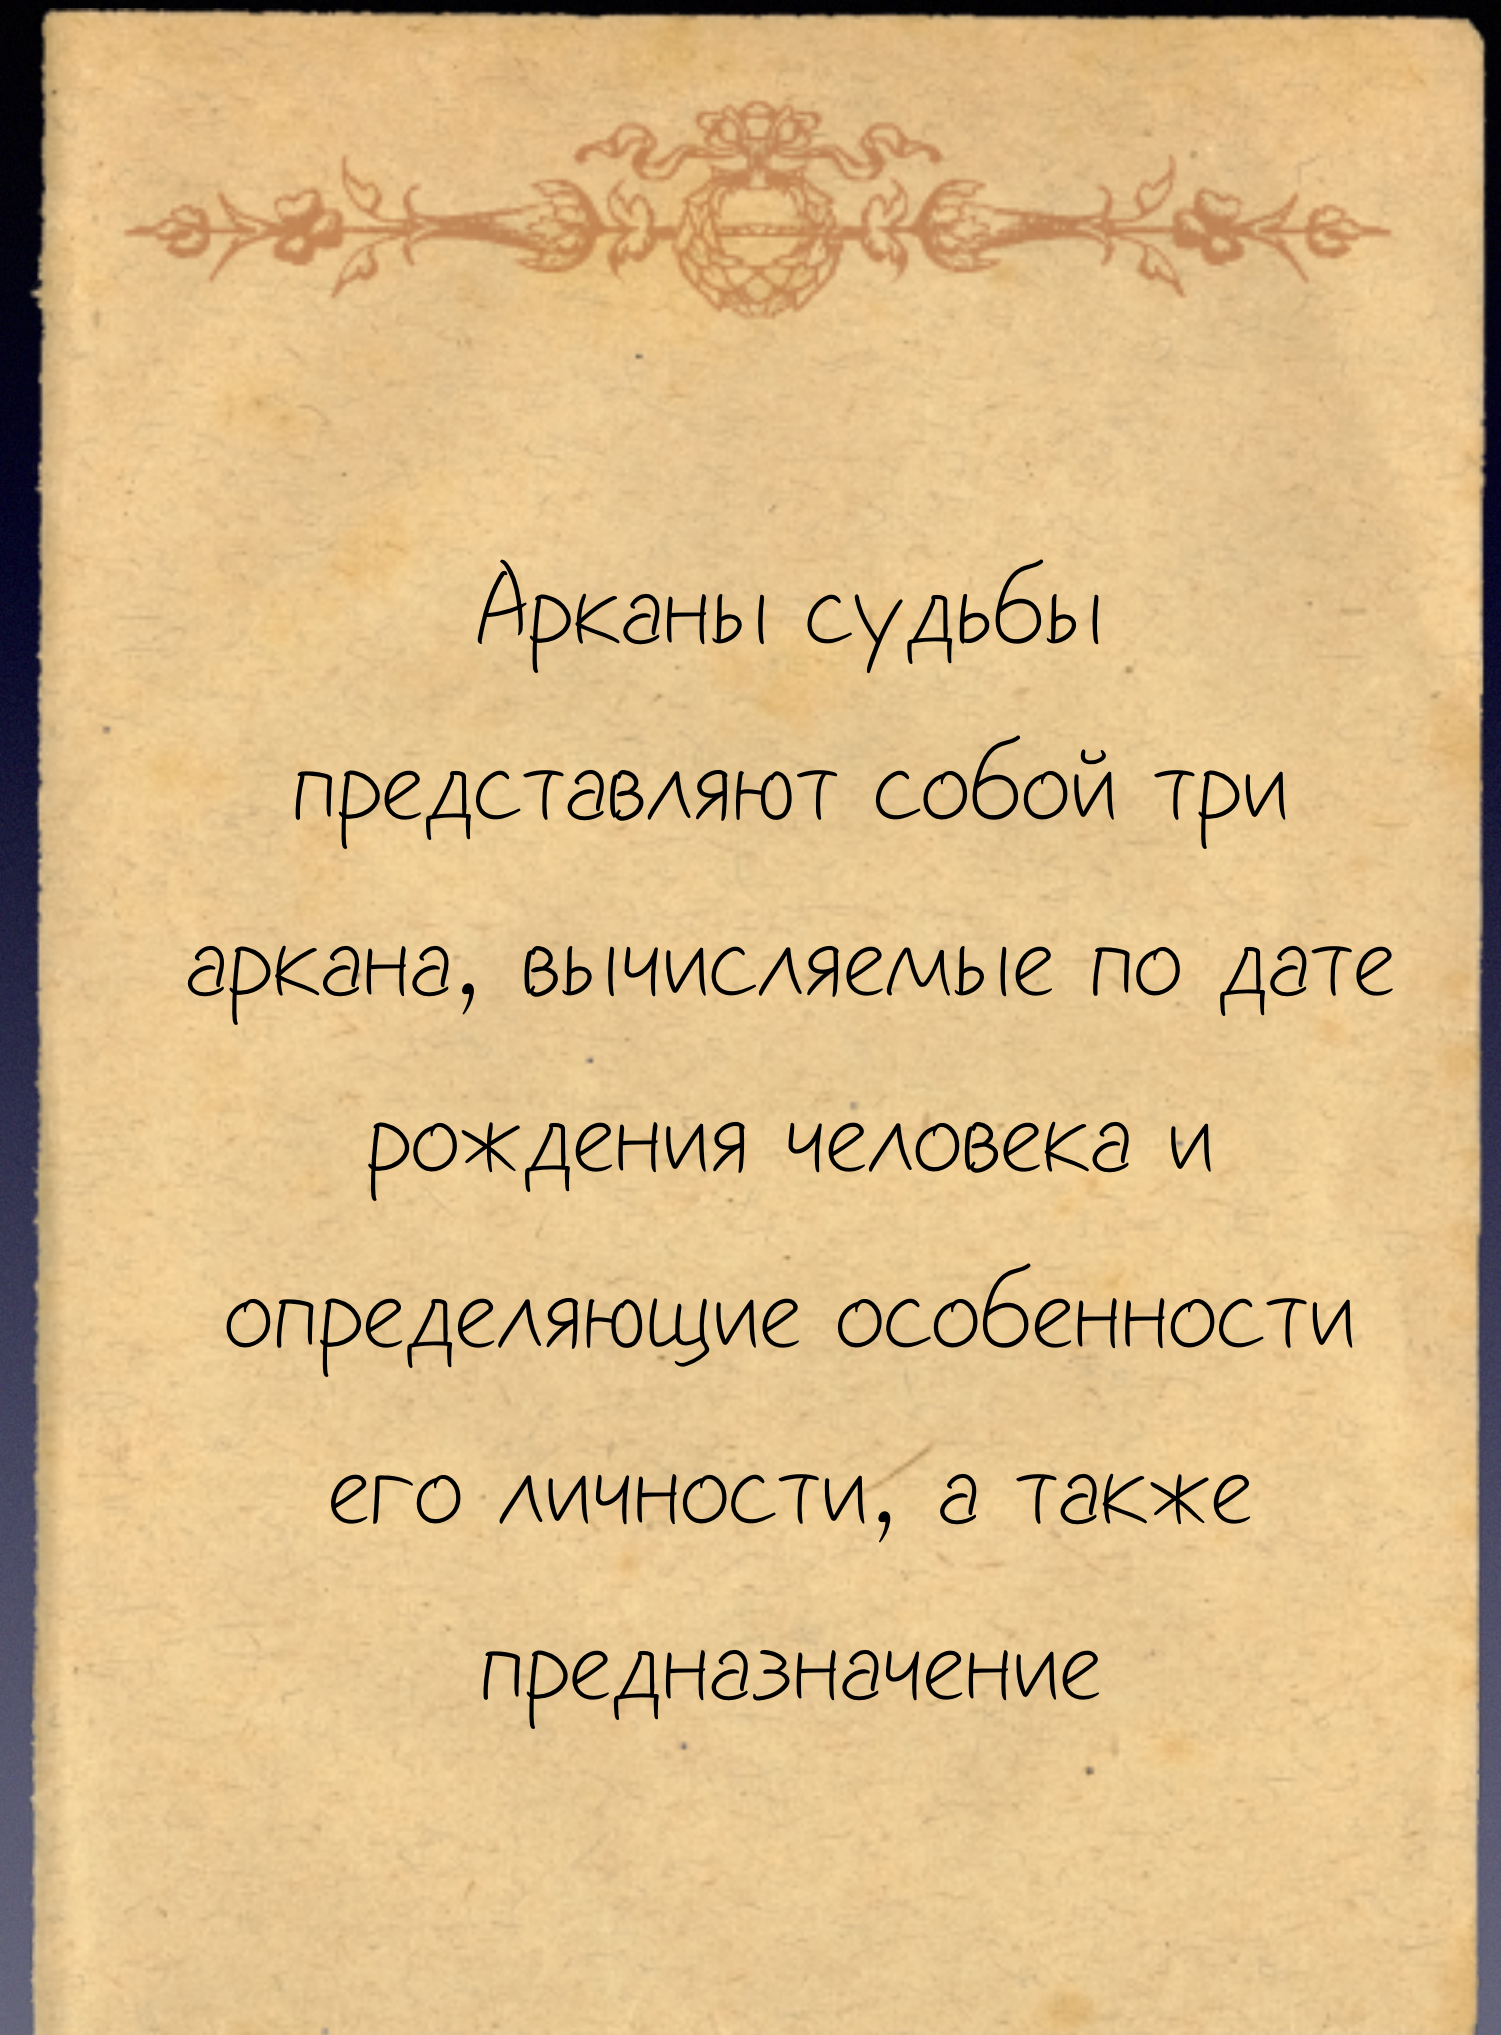 Арканы судьбы
представляют собой три
аркана, вычисляемые по дате
рождения человека и
определяющие особенности
его личности, а также
предназначение